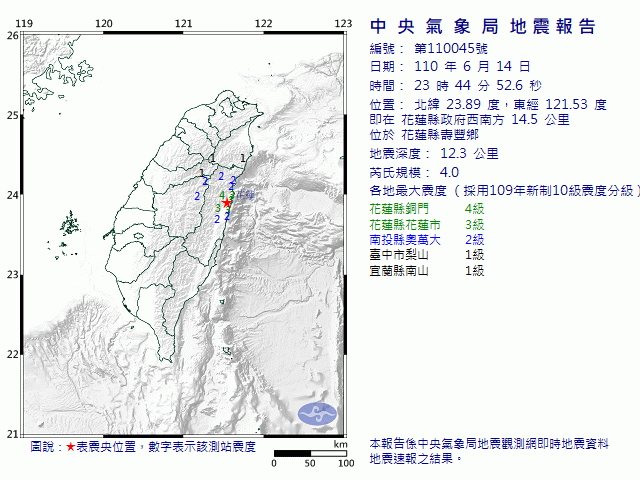 中央氣象局地震報告
編號： 第110045號
日期： 110 年 6 月 14 日
時間： 23 時 44 分 52.6 秒
位置： 北緯 23.89 度，東經 121.53 度
即在 花蓮縣政府西南方 14.5 公里
位於 花蓮縣壽豐鄉
地震深度： 12.3 公里
芮氏規模： 4.0
各地最大震度（採用109年新制10級震度分級）
花蓮縣銅門 4級
花蓮縣花蓮市 3級
南投縣奧萬大 2級
臺中市梨山 1級
宜蘭縣南山 1級
本報告係中央氣象局地震觀測網即時地震資料
地震速報之結果。
119 120 121 122 123
26
25
24
23
22
21
1 1
1 2 2 2
2 2
4
3
2 2
圖說：★表震央位置，數字表示該測站震度
km
0 50 100